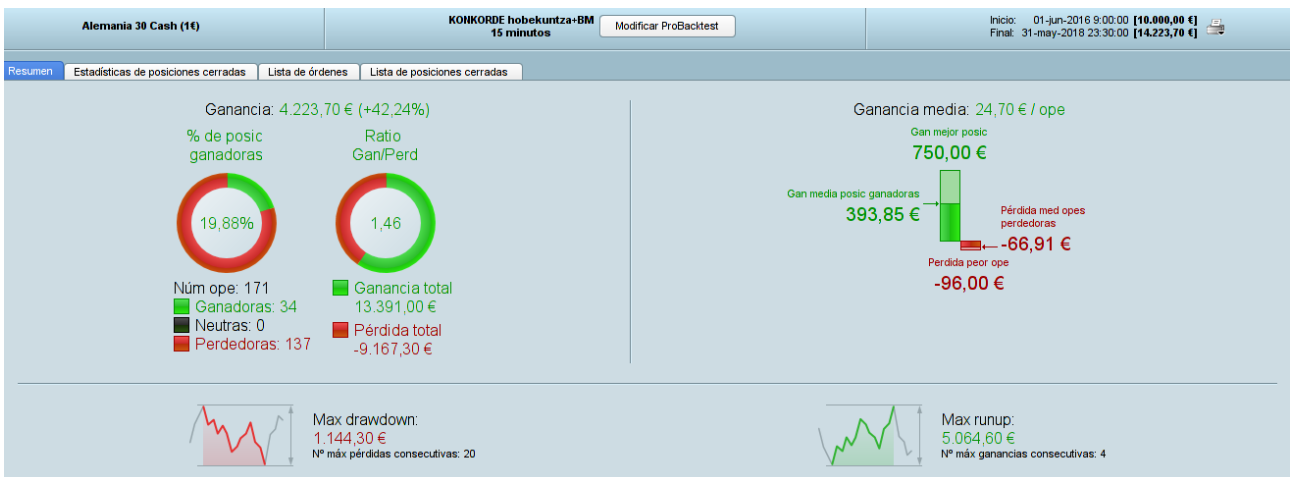 Alemania 30 Cash (1€)
KONKORDE hobekuntza+BM
15 minutos
Modificar ProBacktest
Inicio: 01-jun-2016 9:00:00 [10.000,00 €]
Final: 31-may-2018 23:30:00 [14.223,70 €]
Resumen
Estadísticas de posiciones cerradas
Lista de órdenes
Lista de posiciones cerradas
Ganancia: 4.223,70 € (+42,24%)
% de posic
ganadoras
19,88%
Núm ope: 171
Ganadoras: 34
Neutras: 0
Perdedoras: 137
Ratio
Gan/Perd
1,46
Ganancia total
13.391,00 €
Pérdida total
-9.167,30 €
Ganancia media: 24,70 € / ope
Gan mejor posic
750,00 €
Gan media posic ganadoras
393,85 €
Pérdida med opes
perdedoras
-66,91 €
Perdida peor ope
-96,00 €
Max drawdown:
1.144,30 €
Nº máx pérdidas consecutivas: 20
Max runup:
5.064,60 €
Nº máx ganancias consecutivas: 4